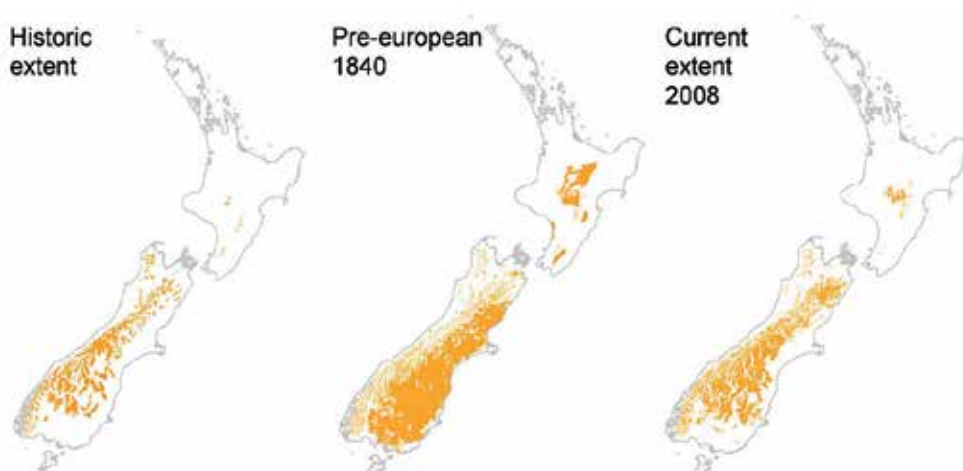 Historic
extent
Pre-european
1840
Current
extent
2008